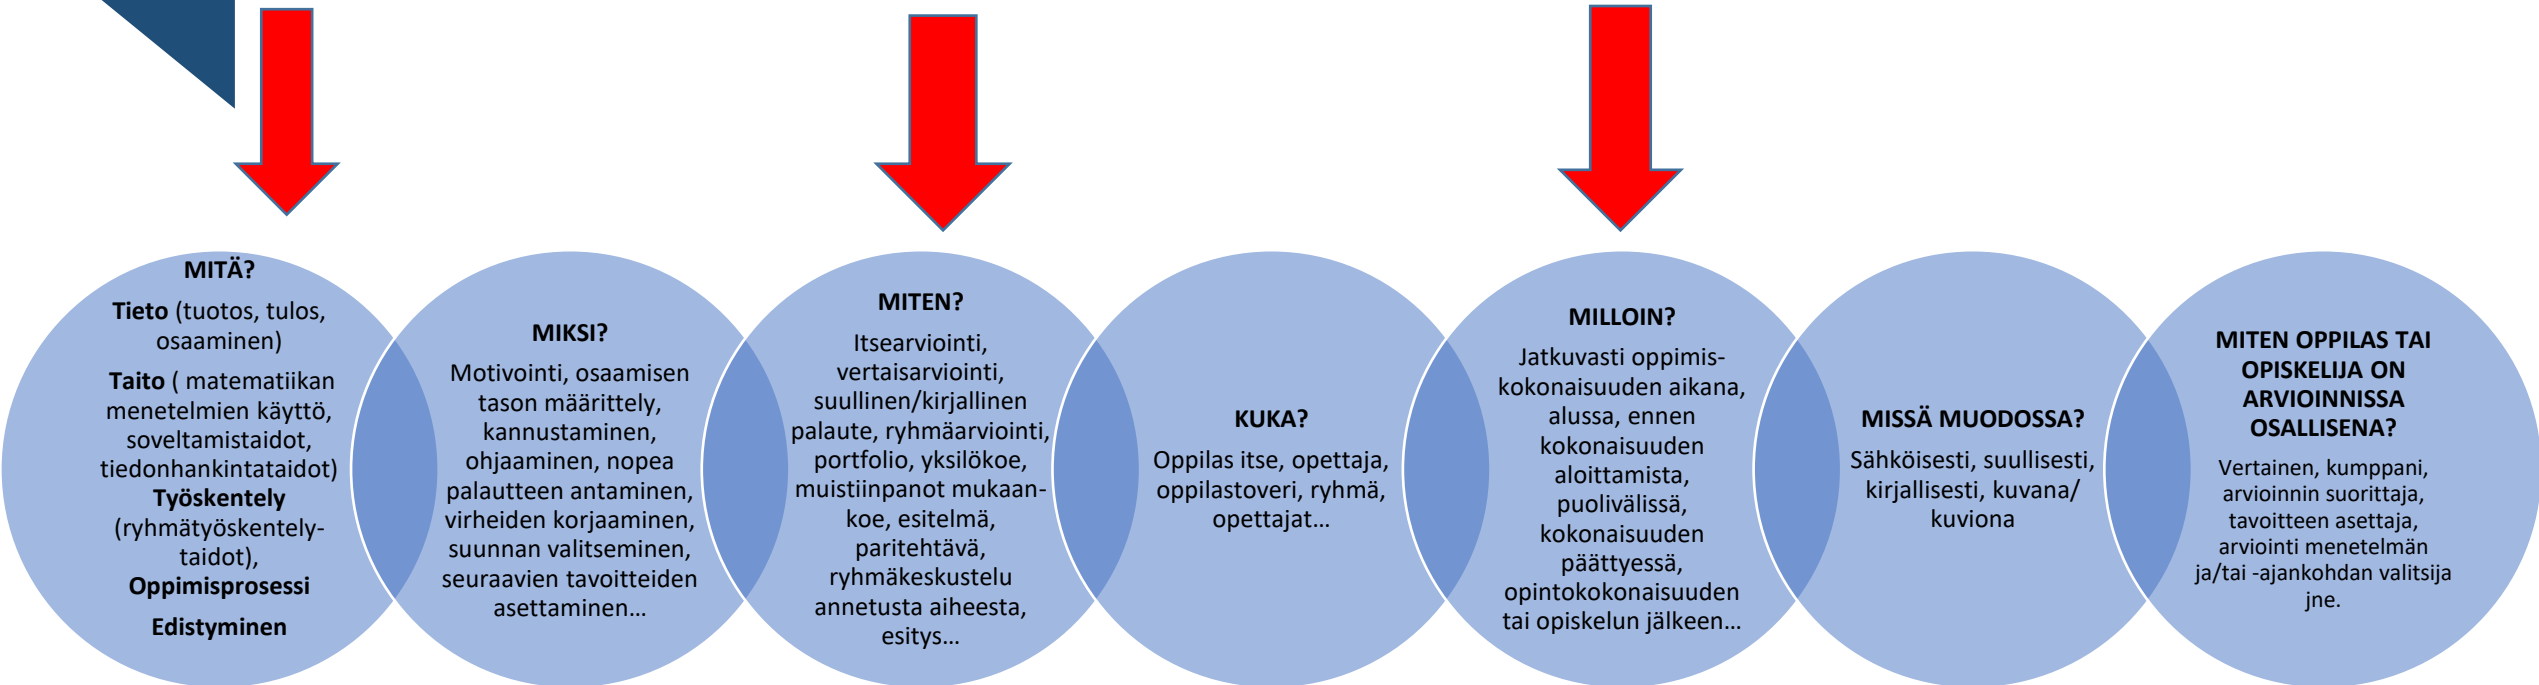 MITÄ?
Tieto (tuotos, tulos,
osaaminen)
Taito ( matematiikan
menetelmien käyttö,
soveltamistaidot,
tiedonhankintataidot)
Työskentely
(ryhmätyöskentely-
taidot),
Oppimisprosessi
Edistyminen
MIKSI?
Motivointi, osaamisen
tason määrittely,
kannustaminen,
ohjaaminen, nopea
palautteen antaminen,
virheiden korjaaminen,
suunnan valitseminen,
seuraavien tavoitteiden
asettaminen…
MITEN?
Itsearviointi,
vertaisarviointi,
suullinen/kirjallinen
palaute, ryhmäarviointi,
portfolio, yksilökoe,
muistiinpanot mukaan-
koe, esitelmä,
paritehtävä,
ryhmäkeskustelu
annetusta aiheesta,
esitys…
KUKA?
Oppilas itse, opettaja,
oppilastoveri, ryhmä,
opettajat…
MILLOIN?
Jatkuvasti oppimis-
kokonaisuuden aikana,
alussa, ennen
kokonaisuuden
aloittamista,
puolivälissä,
kokonaisuuden
päättyessä,
opintokokonaisuuden
tai opiskelun jälkeen…
MISSÄ MUODOSSA?
Sähköisesti, suullisesti,
kirjallisesti, kuvana/
kuviona
MITEN OPPILAS TAI
OPISKELIJA ON
ARVIOINNISSA
OSALLISENA?
Vertainen, kumppani,
arvioinnin suorittaja,
tavoitteen asettaja,
arviointi menetelmän
ja/tai -ajankohdan valitsija
jne.